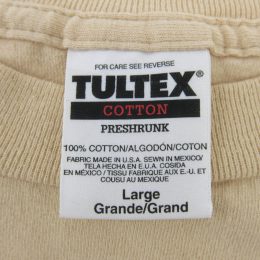 FOR CARE SEE REVERSE
TULTEX®
COTTON
PRESHRUNK
100% COTTON/ALGODÓN/COTON
FABRIC MADE IN U.S.A. SEWN IN MEXICO/
TELA HECHA EN E.U.A. COSIDA
EN MÉXICO / TISSU FABRIQUE AUX E.-U. ET
COUSU AU MEXIQUE
Large
Grande/Grand